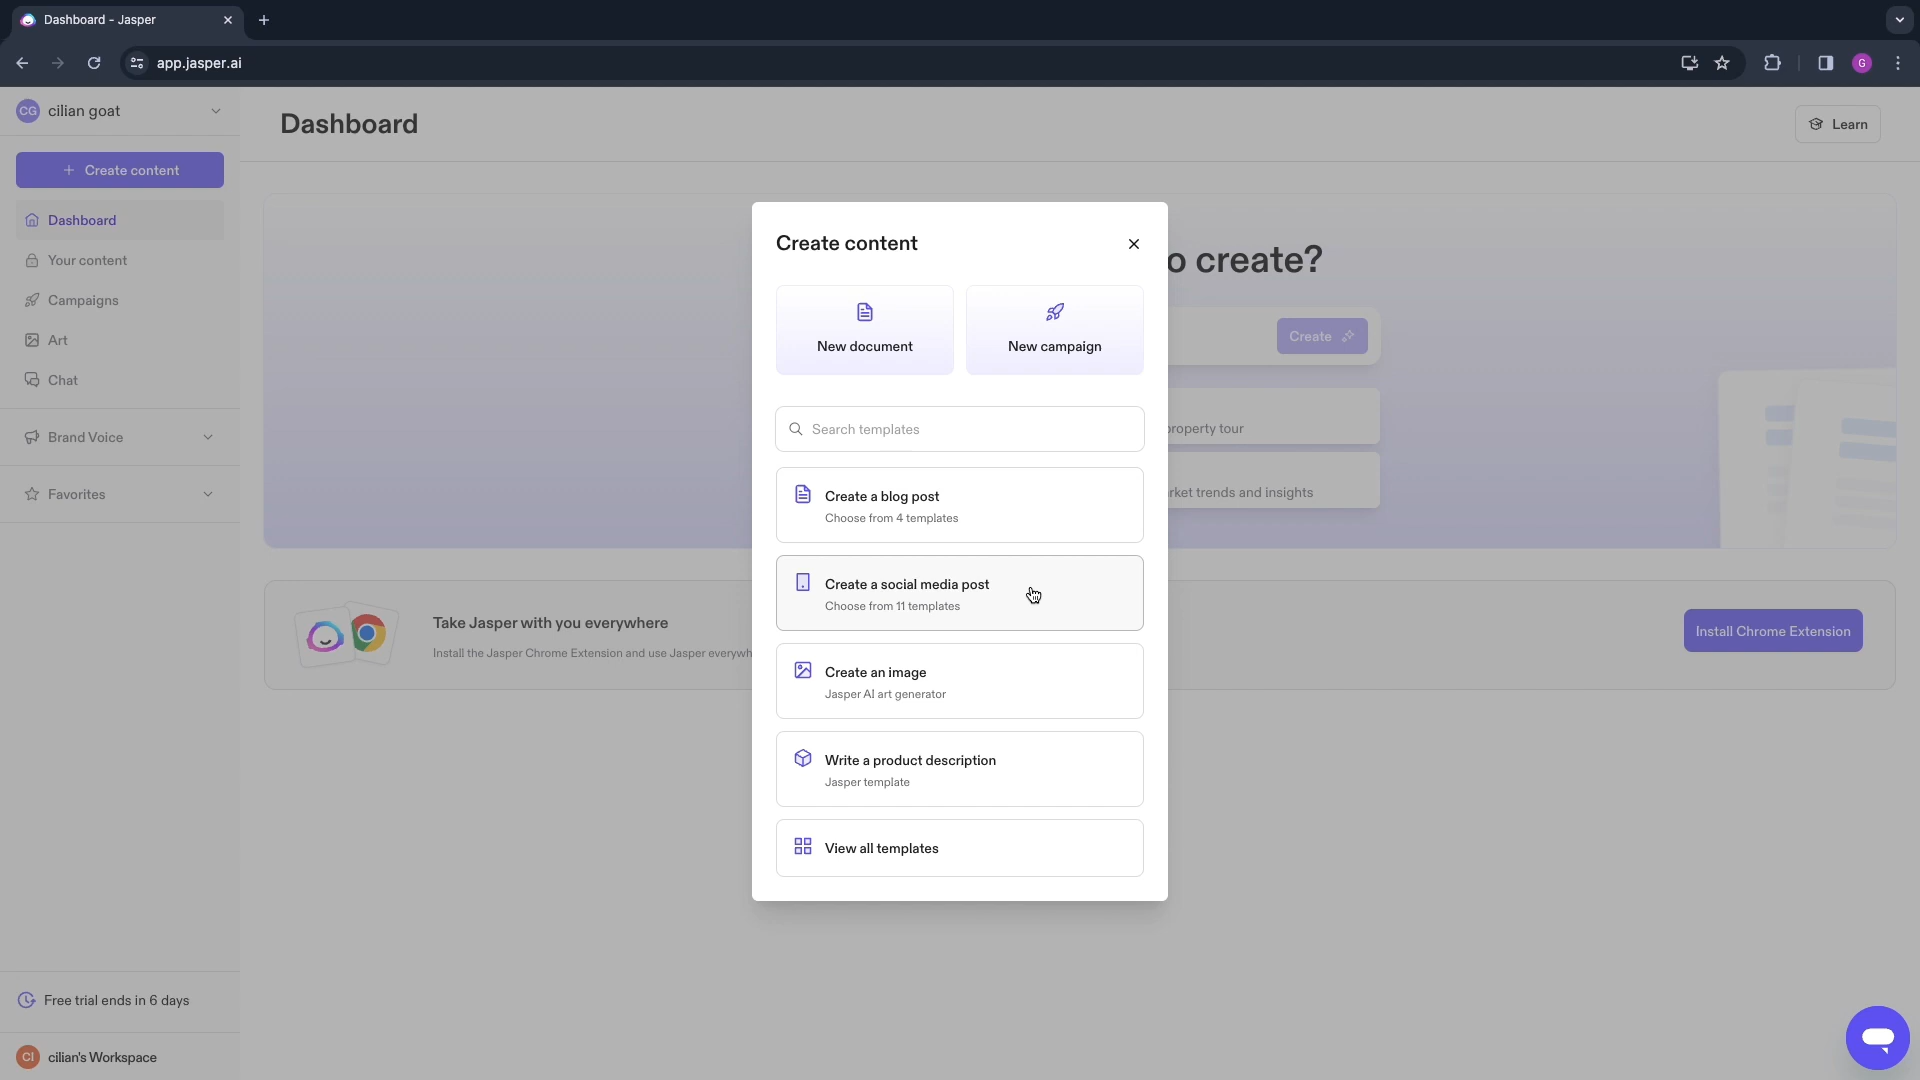 Dashboard - Jasper
app.jasper.ai
G
CG cilian goat
Create content
Dashboard
Your content
Campaigns
Art
Chat
Brand Voice
Favorites
Free trial ends in 6 days
CI cilian's Workspace
Dashboard
Learn
o create?
Create
property tour
rket trends and insights
Take Jasper with you everywhere
Install the Jasper Chrome Extension and use Jasper everywh
Install Chrome Extension
Create content
New document
New campaign
Search templates
Create a blog post
Choose from 4 templates
Create a social media post
Choose from 11 templates
Create an image
Jasper AI art generator
Write a product description
Jasper template
View all templates